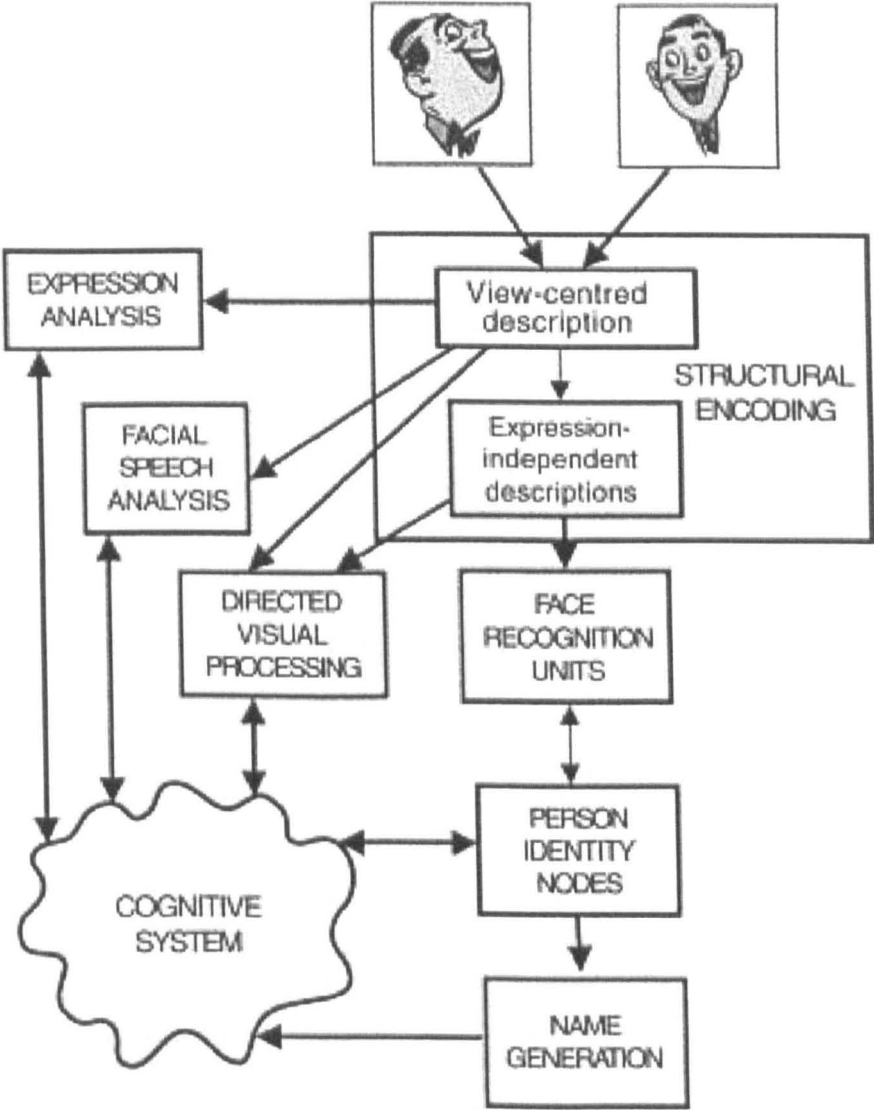 View-centred
description
EXPRESSION
ANALYSIS
STRUCTURAL
ENCODING
Expression-
independent
descriptions
FACIAL
SPEECH
ANALYSIS
DIRECTED
VISUAL
PROCESSING
FACE
RECOGNITION
UNITS
PERSON
IDENTITY
NODES
COGNITIVE
SYSTEM
NAME
GENERATION